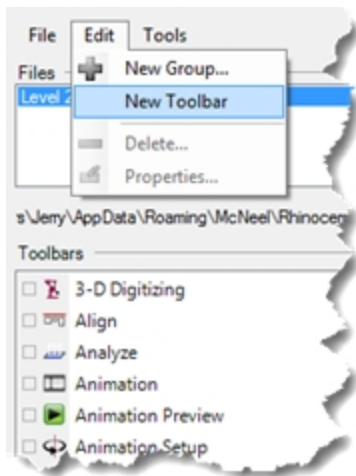 File Edit Tools
New Group...
Files
New Toolbar
Level 2
Delete...
Properties...
s\Jerry\AppData\Roaming\McNeel\Rhinocer
Toolbars
3-D Digitizing
Align
Analyze
Animation
Animation Preview
Animation Setup